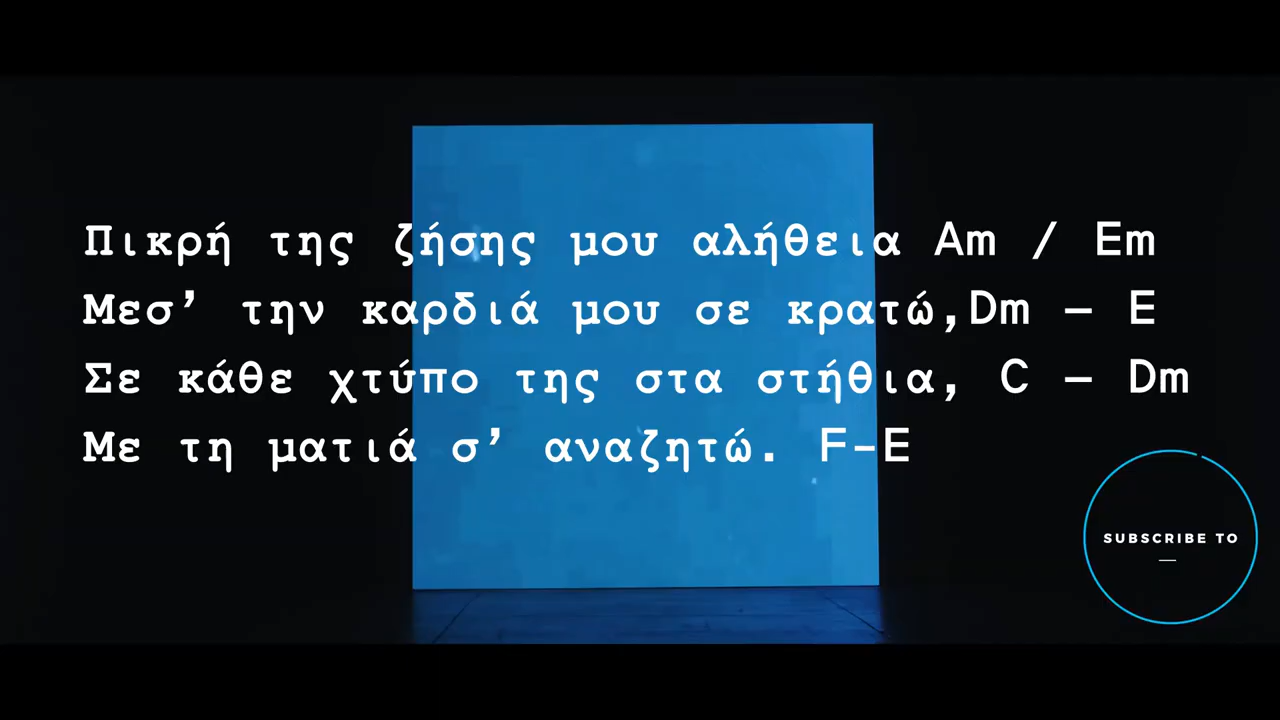 Πικρή της ζήσης μου αλήθεια Am / Em
Μεσ’ την καρδιά μου σε κρατώ,Dm – E
Σε κάθε χτύπο της στα στήθια, C – Dm
Με τη ματιά σ’ αναζητώ. F-E
SUBSCRIBE TO